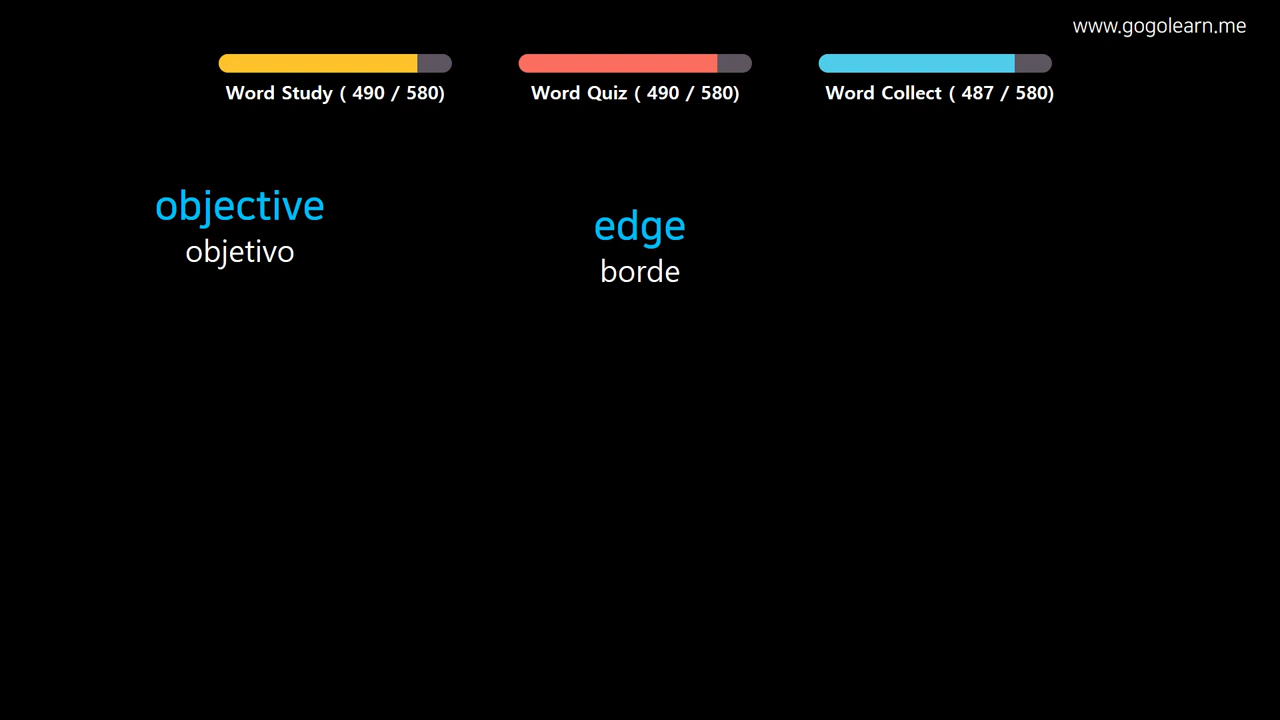 www.gogolearn.me
Word Study ( 490 / 580)
Word Quiz ( 490 / 580)
Word Collect ( 487 / 580)
objective
objetivo
edge
borde